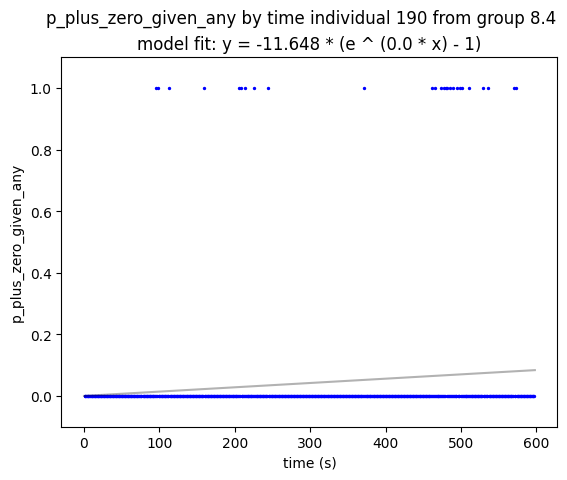 p_plus_zero_given_any by time individual 190 from group 8.4
model fit: y = -11.648 * (e ^ (0.0 * x) - 1)
p_plus_zero_given_any
1.0
0.8
0.6
0.4
0.2
0.0
0 100 200 300 400 500 600
time (s)